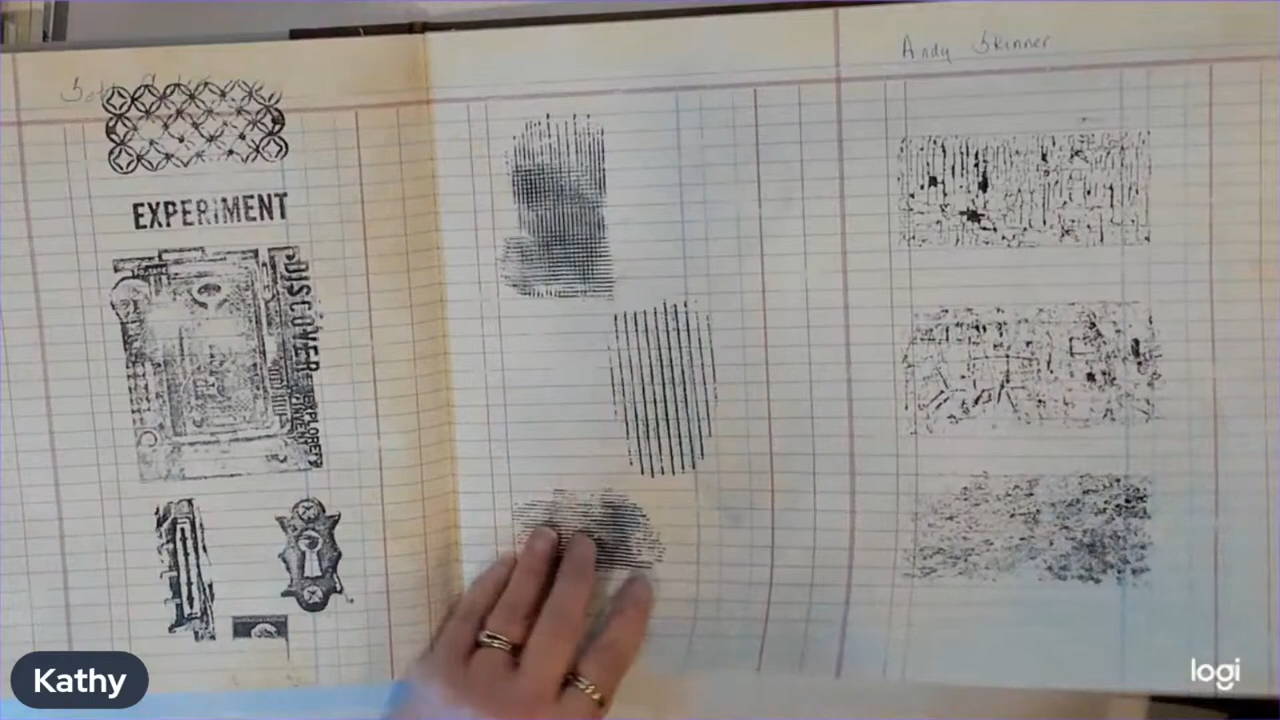 Andy Skinner
EXPERIMENT
DISCOVER
EXPLORE
Kathy
logi